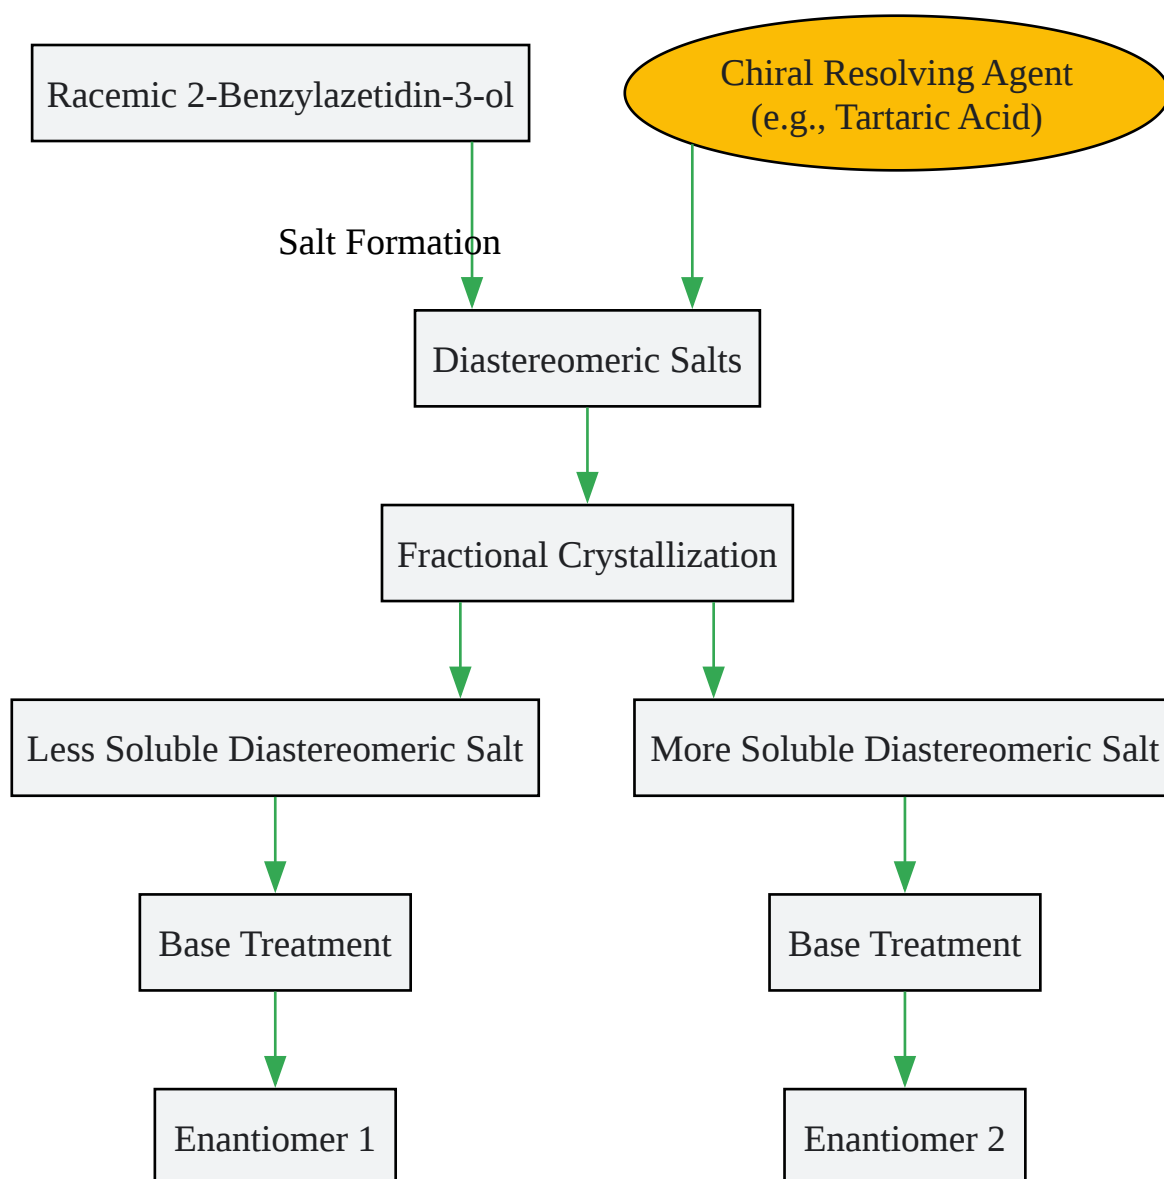 Racemic 2-Benzylazetidin-3-ol
Chiral Resolving Agent
(e.g., Tartaric Acid)
Salt Formation
Diastereomeric Salts
Fractional Crystallization
Less Soluble Diastereomeric Salt
More Soluble Diastereomeric Salt
Base Treatment
Base Treatment
Enantiomer 1
Enantiomer 2